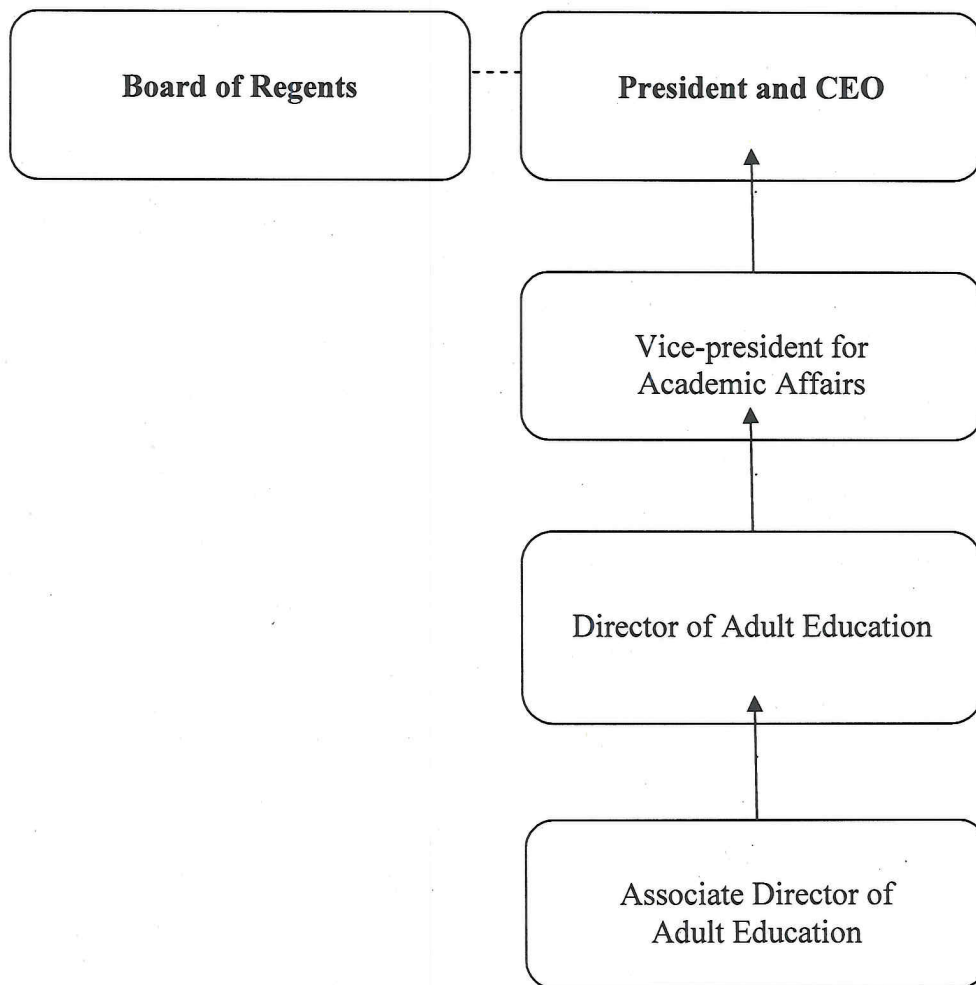 Board of Regents
President and CEO
Vice-president for
Academic Affairs
Director of Adult Education
Associate Director of
Adult Education